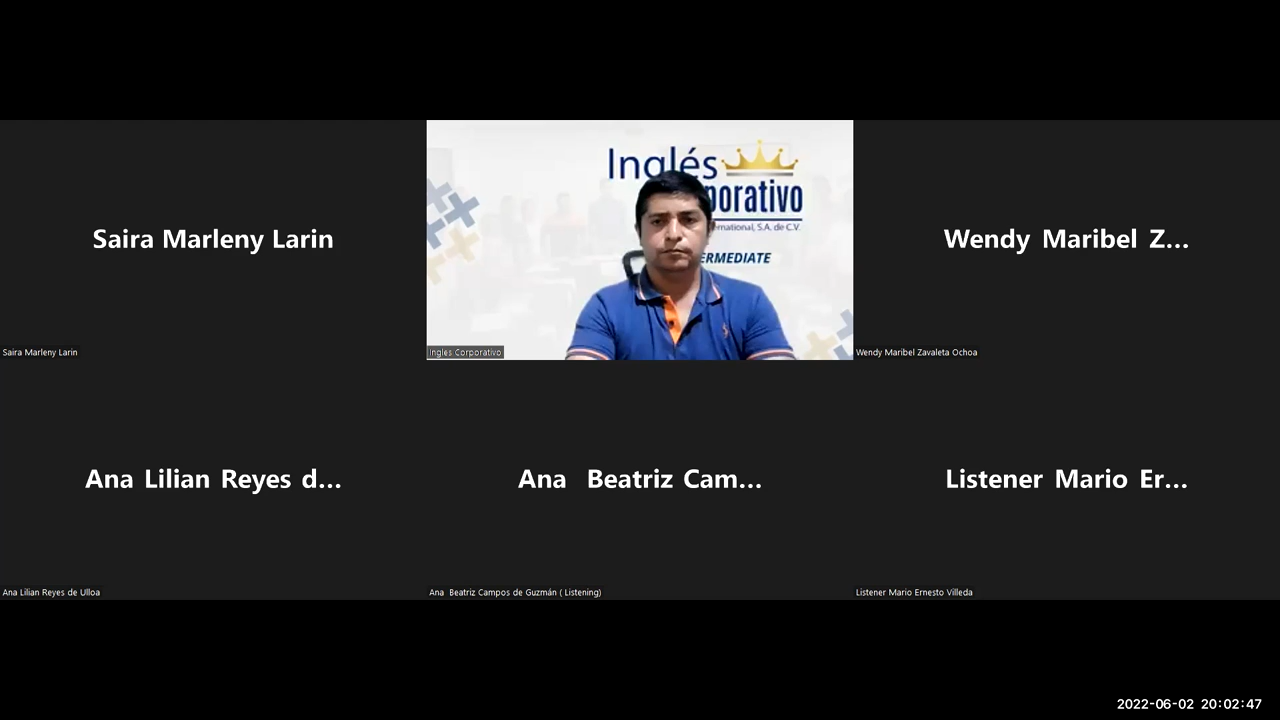 Saira Marleny Larin
Saira Marleny Larin
Inglés
porativo
ernational, S.A. de C.V.
ERMEDIATE
Ingles Corporativo
Wendy Maribel Z...
Wendy Maribel Zavaleta Ochoa
Ana Lilian Reyes d...
Ana Lilian Reyes de Ulloa
Ana Beatriz Cam...
Ana Beatriz Campos de Guzmán ( Listening)
Listener Mario Er...
Listener Mario Ernesto Villeda
2022-06-02 20:02:47